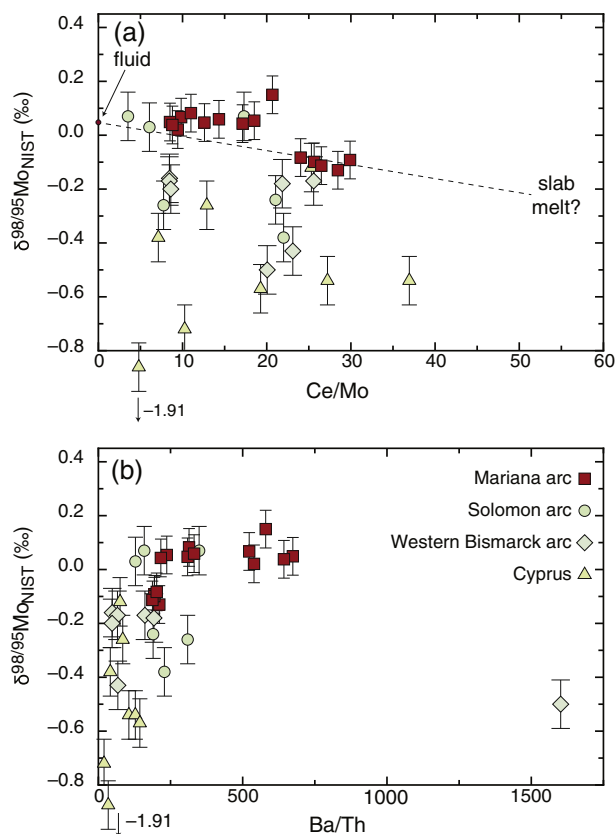 (a)
fluid
slab
melt?
0.4
0.2
0.0
−0.2
−0.4
−0.6
−0.8
δ98/95MoNIST (‰)
−1.91
0 10 20 30 40 50 60
Ce/Mo
(b)
Mariana arc
Solomon arc
Western Bismarck arc
Cyprus
0.4
0.2
0.0
−0.2
−0.4
−0.6
−0.8
δ98/95MoNIST (‰)
−1.91
0 250 500 750 1000 1250 1500
Ba/Th